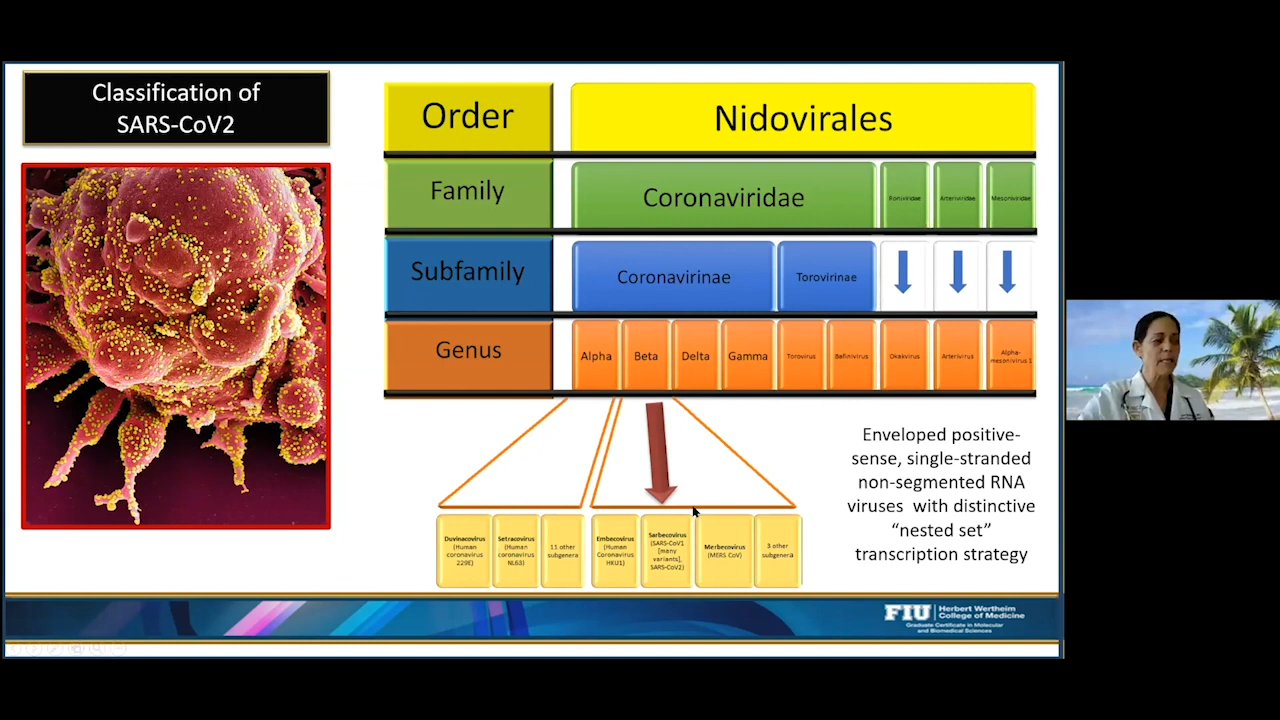 Classification of
SARS-CoV2
Order
Nidovirales
Family
Coronaviridae
Roniviridae
Arteriviridae
Mesoniviridae
Subfamily
Coronavirinae
Torovirinae
Genus
Alpha
Beta
Delta
Gamma
Torovirus
Bafinivirus
Okakvirus
Arterivirus
Alpha-
mesonivirus 1
Enveloped positive-
sense, single-stranded
non-segmented RNA
viruses with distinctive
“nested set”
transcription strategy
Duvinacovirus
(Human
coronavirus
229E)
Setracovirus
(Human
coronavirus
NL63)
11 other
subgenera
Embecovirus
(Human
Coronavirus
HKU1)
Sarbecovirus
(SARS-CoV1
[many
variants],
SARS-CoV2)
Merbecovirus
(MERS CoV)
3 other
subgenera
FIU
Herbert Wertheim
College of Medicine
Graduate Certificate in Molecular
and Biomedical Sciences